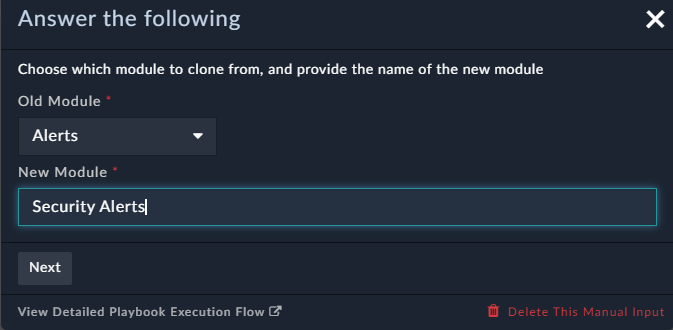 Answer the following
Choose which module to clone from, and provide the name of the new module
Old Module *
Alerts
New Module *
Security Alerts
Next
View Detailed Playbook Execution Flow
Delete This Manual Input